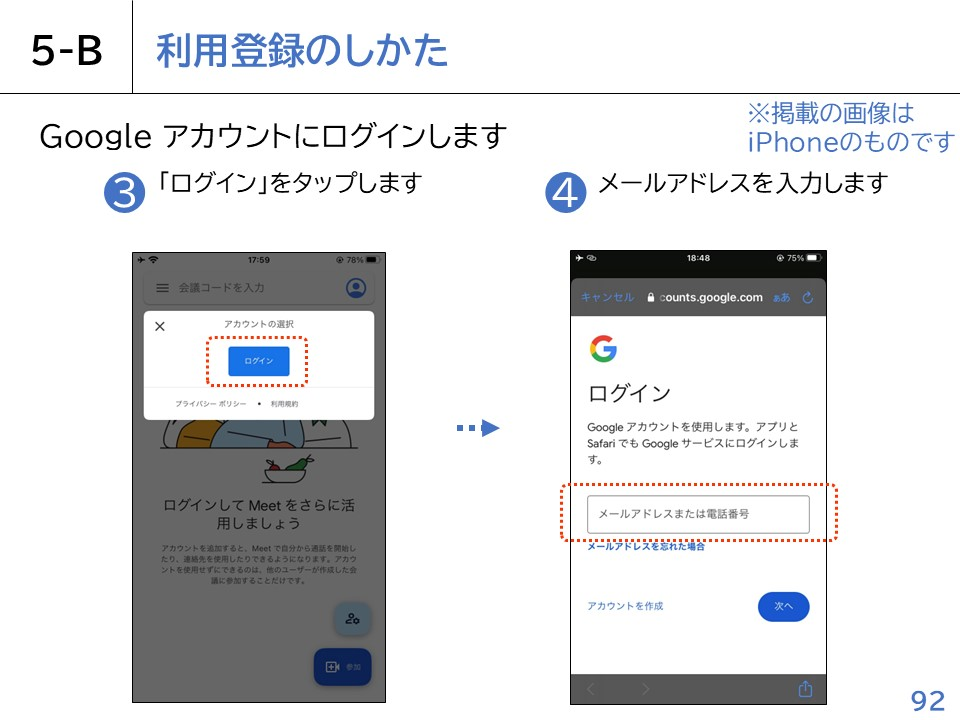 5-B
利用登録のしかた
※掲載の画像は
iPhoneのものです
Google アカウントにログインします
3 「ログイン」をタップします
4 メールアドレスを入力します
17:59
78%
会議コードを入力
アカウントの選択
ログイン
プライバシー ポリシー • 利用規約
ログインして Meet をさらに活
用しましょう
アカウントを追加すると、Meet で自分から通話を開始し
たり、連絡先を使用したりできるようになります。アカウ
ントを使用せずにできるのは、他のユーザーが作成した会
議に参加することだけです。
参加
18:48
75%
キャンセル
counts.google.com
ぁあ
ログイン
Google アカウントを使用します。アプリと
Safari でも Google サービスにログインしま
す。
メールアドレスまたは電話番号
メールアドレスを忘れた場合
アカウントを作成
次へ
92